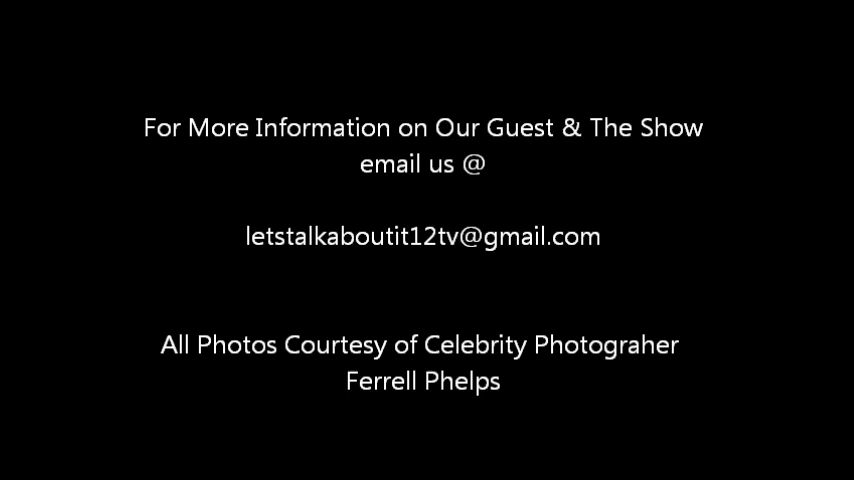 For More Information on Our Guest & The Show
email us @
letstalkaboutit12tv@gmail.com
All Photos Courtesy of Celebrity Photograher
Ferrell Phelps